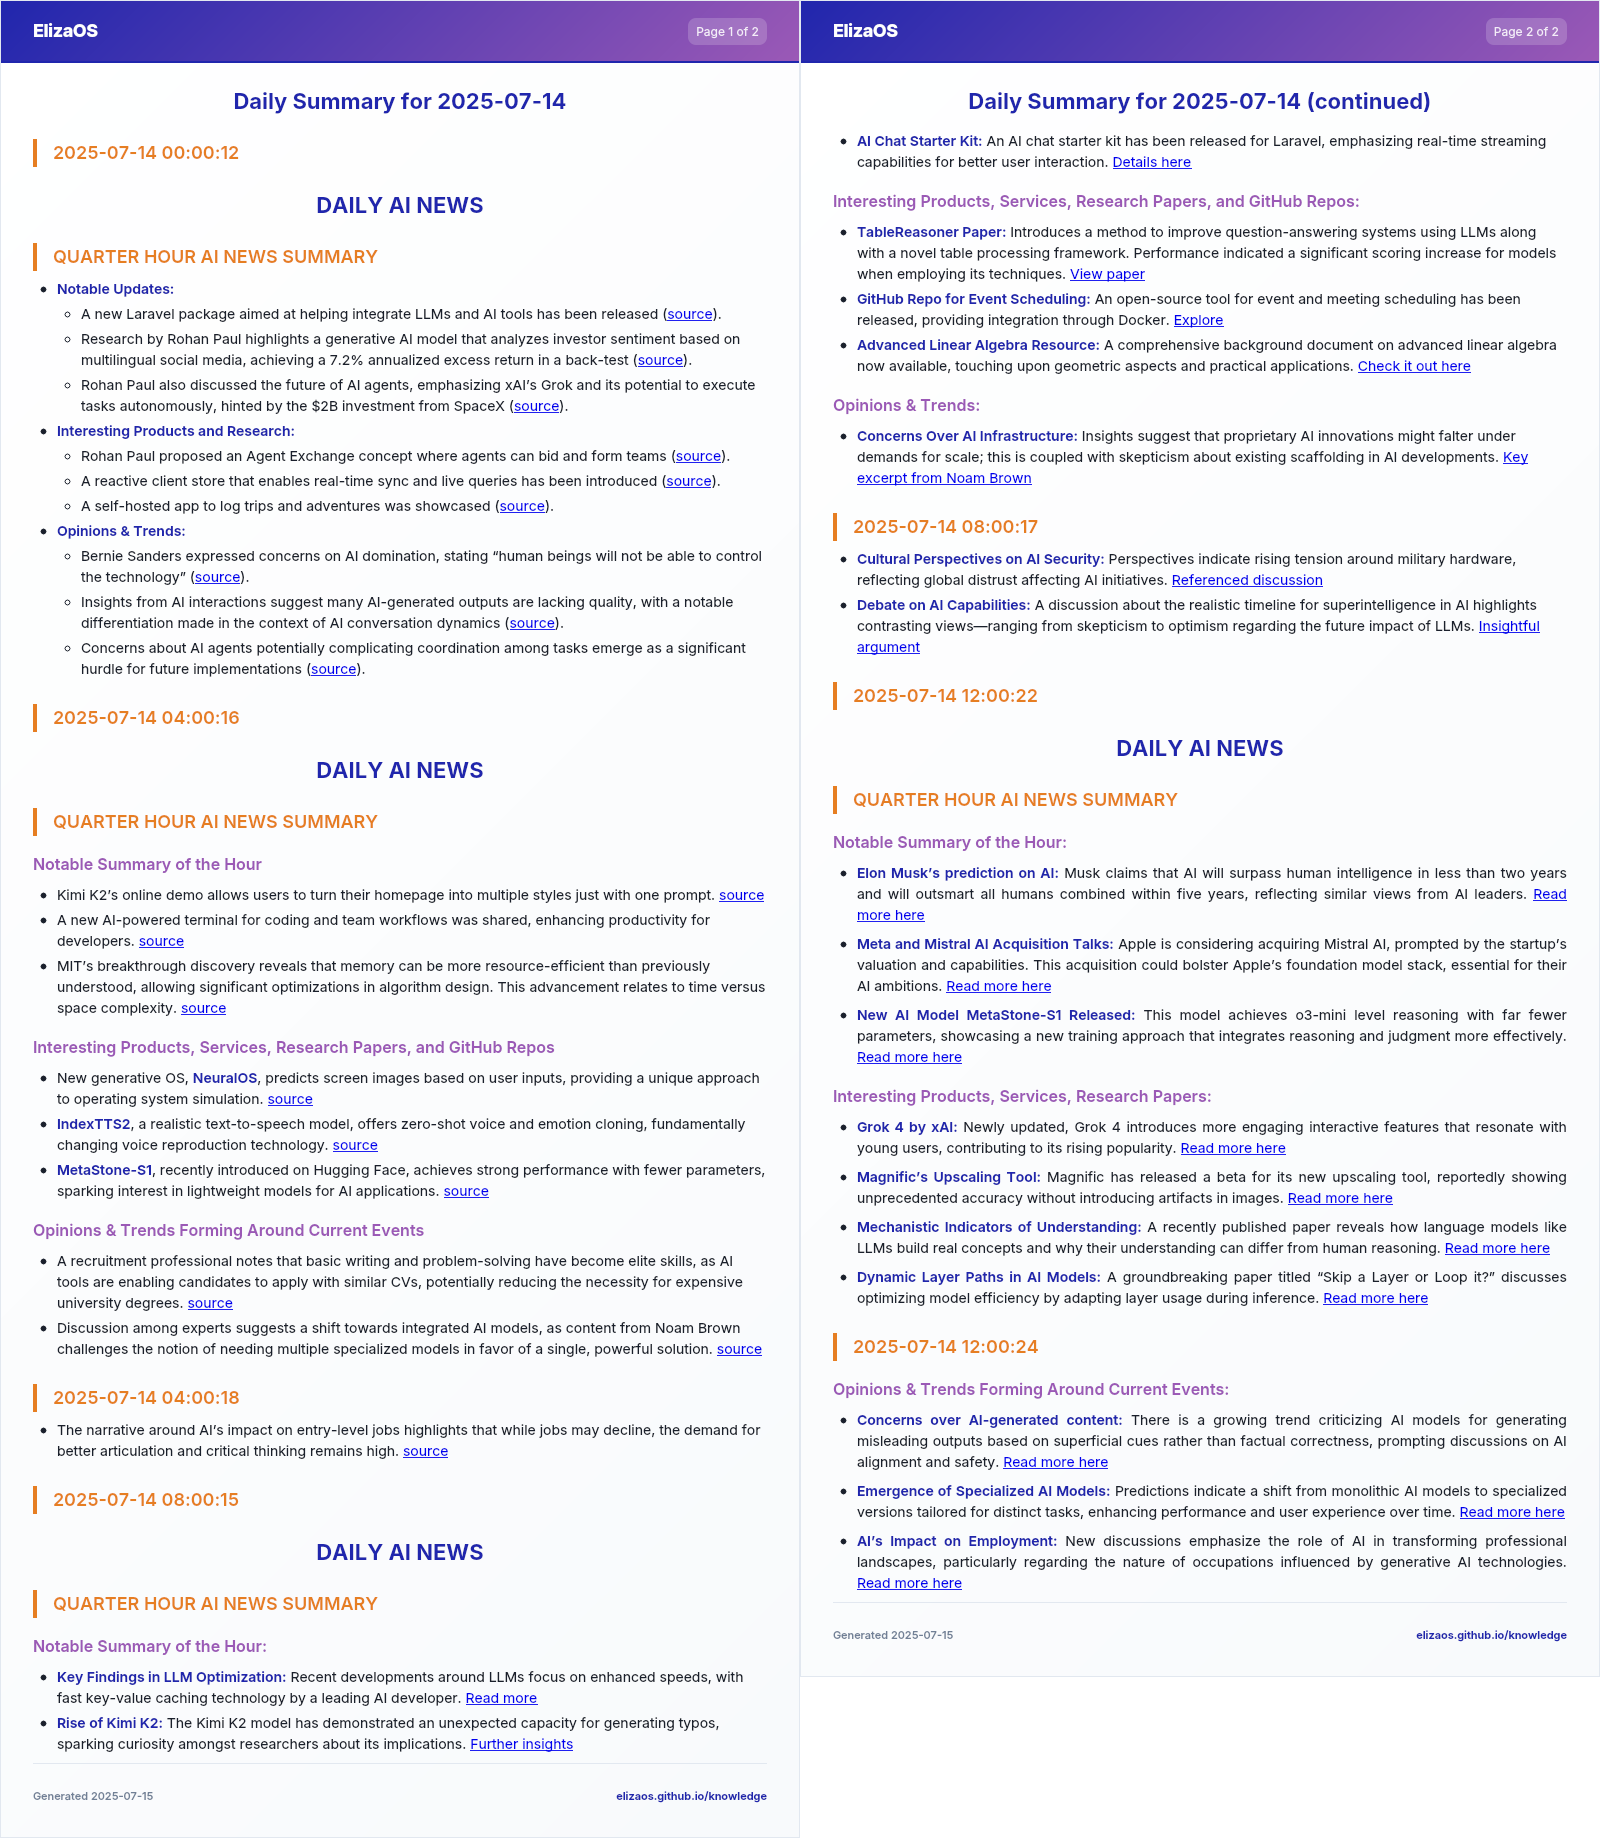 ElizaOS
Page 1 of 2
Daily Summary for 2025-07-14
2025-07-14 00:00:12
DAILY AI NEWS
QUARTER HOUR AI NEWS SUMMARY
• Notable Updates:
◦ A new Laravel package aimed at helping integrate LLMs and AI tools has been released (source).
◦ Research by Rohan Paul highlights a generative AI model that analyzes investor sentiment based on
multilingual social media, achieving a 7.2% annualized excess return in a back-test (source).
◦ Rohan Paul also discussed the future of AI agents, emphasizing xAI’s Grok and its potential to execute
tasks autonomously, hinted by the $2B investment from SpaceX (source).
• Interesting Products and Research:
◦ Rohan Paul proposed an Agent Exchange concept where agents can bid and form teams (source).
◦ A reactive client store that enables real-time sync and live queries has been introduced (source).
◦ A self-hosted app to log trips and adventures was showcased (source).
• Opinions & Trends:
◦ Bernie Sanders expressed concerns on AI domination, stating “human beings will not be able to control
the technology” (source).
◦ Insights from AI interactions suggest many AI-generated outputs are lacking quality, with a notable
differentiation made in the context of AI conversation dynamics (source).
◦ Concerns about AI agents potentially complicating coordination among tasks emerge as a significant
hurdle for future implementations (source).
2025-07-14 04:00:16
DAILY AI NEWS
QUARTER HOUR AI NEWS SUMMARY
Notable Summary of the Hour
• Kimi K2’s online demo allows users to turn their homepage into multiple styles just with one prompt. source
• A new AI-powered terminal for coding and team workflows was shared, enhancing productivity for
developers. source
• MIT’s breakthrough discovery reveals that memory can be more resource-efficient than previously
understood, allowing significant optimizations in algorithm design. This advancement relates to time versus
space complexity. source
Interesting Products, Services, Research Papers, and GitHub Repos
• New generative OS, NeuralOS, predicts screen images based on user inputs, providing a unique approach
to operating system simulation. source
• IndexTTS2, a realistic text-to-speech model, offers zero-shot voice and emotion cloning, fundamentally
changing voice reproduction technology. source
• MetaStone-S1, recently introduced on Hugging Face, achieves strong performance with fewer parameters,
sparking interest in lightweight models for AI applications. source
Opinions & Trends Forming Around Current Events
• A recruitment professional notes that basic writing and problem-solving have become elite skills, as AI
tools are enabling candidates to apply with similar CVs, potentially reducing the necessity for expensive
university degrees. source
• Discussion among experts suggests a shift towards integrated AI models, as content from Noam Brown
challenges the notion of needing multiple specialized models in favor of a single, powerful solution. source
2025-07-14 04:00:18
• The narrative around AI’s impact on entry-level jobs highlights that while jobs may decline, the demand for
better articulation and critical thinking remains high. source
2025-07-14 08:00:15
DAILY AI NEWS
QUARTER HOUR AI NEWS SUMMARY
Notable Summary of the Hour:
• Key Findings in LLM Optimization: Recent developments around LLMs focus on enhanced speeds, with
fast key-value caching technology by a leading AI developer. Read more
• Rise of Kimi K2: The Kimi K2 model has demonstrated an unexpected capacity for generating typos,
sparking curiosity amongst researchers about its implications. Further insights
Generated 2025-07-15
elizaos.github.io/knowledge
ElizaOS
Page 2 of 2
Daily Summary for 2025-07-14 (continued)
• AI Chat Starter Kit: An AI chat starter kit has been released for Laravel, emphasizing real-time streaming
capabilities for better user interaction. Details here
Interesting Products, Services, Research Papers, and GitHub Repos:
• TableReasoner Paper: Introduces a method to improve question-answering systems using LLMs along
with a novel table processing framework. Performance indicated a significant scoring increase for models
when employing its techniques. View paper
• GitHub Repo for Event Scheduling: An open-source tool for event and meeting scheduling has been
released, providing integration through Docker. Explore
• Advanced Linear Algebra Resource: A comprehensive background document on advanced linear algebra
now available, touching upon geometric aspects and practical applications. Check it out here
Opinions & Trends:
• Concerns Over AI Infrastructure: Insights suggest that proprietary AI innovations might falter under
demands for scale; this is coupled with skepticism about existing scaffolding in AI developments. Key
excerpt from Noam Brown
2025-07-14 08:00:17
• Cultural Perspectives on AI Security: Perspectives indicate rising tension around military hardware,
reflecting global distrust affecting AI initiatives. Referenced discussion
• Debate on AI Capabilities: A discussion about the realistic timeline for superintelligence in AI highlights
contrasting views—ranging from skepticism to optimism regarding the future impact of LLMs. Insightful
argument
2025-07-14 12:00:22
DAILY AI NEWS
QUARTER HOUR AI NEWS SUMMARY
Notable Summary of the Hour:
• Elon Musk’s prediction on AI: Musk claims that AI will surpass human intelligence in less than two years
and will outsmart all humans combined within five years, reflecting similar views from AI leaders. Read
more here
• Meta and Mistral AI Acquisition Talks: Apple is considering acquiring Mistral AI, prompted by the startup’s
valuation and capabilities. This acquisition could bolster Apple’s foundation model stack, essential for their
AI ambitions. Read more here
• New AI Model MetaStone-S1 Released: This model achieves o3-mini level reasoning with far fewer
parameters, showcasing a new training approach that integrates reasoning and judgment more effectively.
Read more here
Interesting Products, Services, Research Papers:
• Grok 4 by xAI: Newly updated, Grok 4 introduces more engaging interactive features that resonate with
young users, contributing to its rising popularity. Read more here
• Magnific’s Upscaling Tool: Magnific has released a beta for its new upscaling tool, reportedly showing
unprecedented accuracy without introducing artifacts in images. Read more here
• Mechanistic Indicators of Understanding: A recently published paper reveals how language models like
LLMs build real concepts and why their understanding can differ from human reasoning. Read more here
• Dynamic Layer Paths in AI Models: A groundbreaking paper titled “Skip a Layer or Loop it?” discusses
optimizing model efficiency by adapting layer usage during inference. Read more here
2025-07-14 12:00:24
Opinions & Trends Forming Around Current Events:
• Concerns over AI-generated content: There is a growing trend criticizing AI models for generating
misleading outputs based on superficial cues rather than factual correctness, prompting discussions on AI
alignment and safety. Read more here
• Emergence of Specialized AI Models: Predictions indicate a shift from monolithic AI models to specialized
versions tailored for distinct tasks, enhancing performance and user experience over time. Read more here
• AI’s Impact on Employment: New discussions emphasize the role of AI in transforming professional
landscapes, particularly regarding the nature of occupations influenced by generative AI technologies.
Read more here
Generated 2025-07-15
elizaos.github.io/knowledge